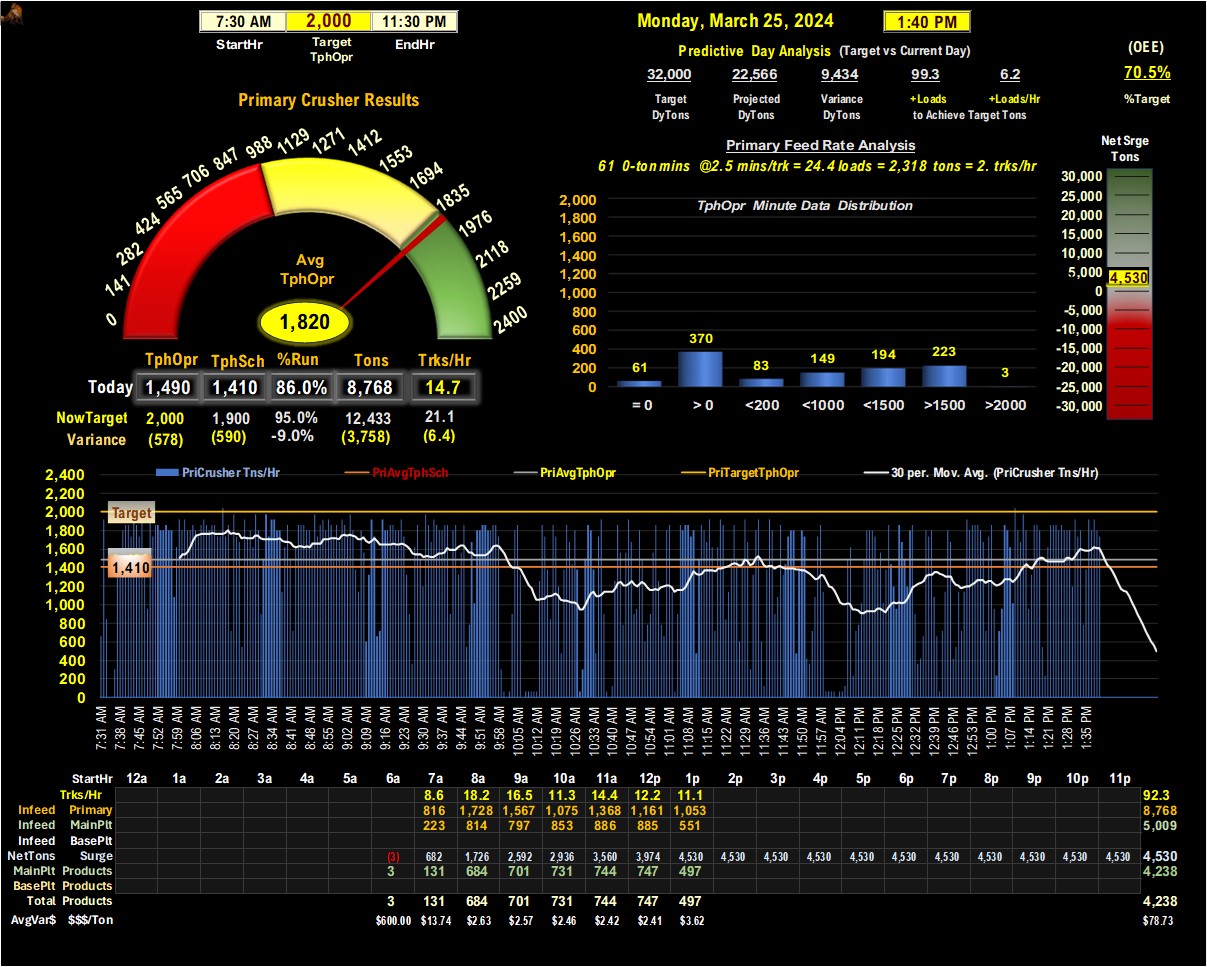 7:30 AM 2,000 11:30 PM
StartHr Target TphOpr EndHr
Monday, March 25, 2024 1:40 PM
Predictive Day Analysis (Target vs Current Day)
32,000 22,566 9,434 99.3 6.2
Target DyTons Projected DyTons Variance DyTons +Loads +Loads/Hr
to Achieve Target Tons
(OEE)
70.5%
%Target
Primary Crusher Results
0 141 282 424 565 706 847 988 1129 1271 1412 1553 1694 1835 1976 2118 2259 2400
Avg
TphOpr
1,820
TphOpr TphSch %Run Tons Trks/Hr
Today 1,490 1,410 86.0% 8,768 14.7
NowTarget 2,000 1,900 95.0% 12,433 21.1
Variance (578) (590) -9.0% (3,758) (6.4)
Primary Feed Rate Analysis
61 0-ton mins @2.5 mins/trk = 24.4 loads = 2,318 tons = 2. trks/hr
TphOpr Minute Data Distribution
2,000
1,800
1,600
1,400
1,200
1,000
800
600
400
200
0
61 370 83 149 194 223 3
= 0 > 0 <200 <1000 <1500 >1500 >2000
Net Srge
Tons
30,000
25,000
20,000
15,000
10,000
5,000
4,530
0
-5,000
-10,000
-15,000
-20,000
-25,000
-30,000
PriCrusher Tns/Hr PriAvgTphSch PriAvgTphOpr PriTargetTphOpr 30 per. Mov. Avg. (PriCrusher Tns/Hr)
2,400
2,200
2,000
1,800
1,600
1,400
1,200
1,000
800
600
400
200
0
Target
1,410
7:31 AM 7:38 AM 7:45 AM 7:52 AM 7:59 AM 8:06 AM 8:13 AM 8:20 AM 8:27 AM 8:34 AM 8:41 AM 8:48 AM 8:55 AM 9:02 AM 9:09 AM 9:16 AM 9:23 AM 9:30 AM 9:37 AM 9:44 AM 9:51 AM 9:58 AM 10:05 AM 10:12 AM 10:19 AM 10:26 AM 10:33 AM 10:40 AM 10:47 AM 10:54 AM 11:01 AM 11:08 AM 11:15 AM 11:22 AM 11:29 AM 11:36 AM 11:43 AM 11:50 AM 11:57 AM 12:04 PM 12:11 PM 12:18 PM 12:25 PM 12:32 PM 12:39 PM 12:46 PM 12:53 PM 1:00 PM 1:07 PM 1:14 PM 1:21 PM 1:28 PM 1:35 PM
StartHr 12a 1a 2a 3a 4a 5a 6a 7a 8a 9a 10a 11a 12p 1p 2p 3p 4p 5p 6p 7p 8p 9p 10p 11p
Trks/Hr 8.6 18.2 16.5 11.3 14.4 12.2 11.1 92.3
Infeed Primary 816 1,728 1,567 1,075 1,368 1,161 1,053 8,768
Infeed MainPlt 223 814 797 853 886 885 551 5,009
Infeed BasePlt
NetTons Surge (3) 682 1,726 2,592 2,936 3,560 3,974 4,530 4,530 4,530 4,530 4,530 4,530 4,530 4,530 4,530 4,530 4,530 4,530
MainPlt Products 3 131 684 701 731 744 747 497 4,238
BasePlt Products
Total Products 3 131 684 701 731 744 747 497 4,238
AvgVar$ $$$/Ton $600.00 $13.74 $2.63 $2.57 $2.46 $2.42 $2.41 $3.62 $78.73